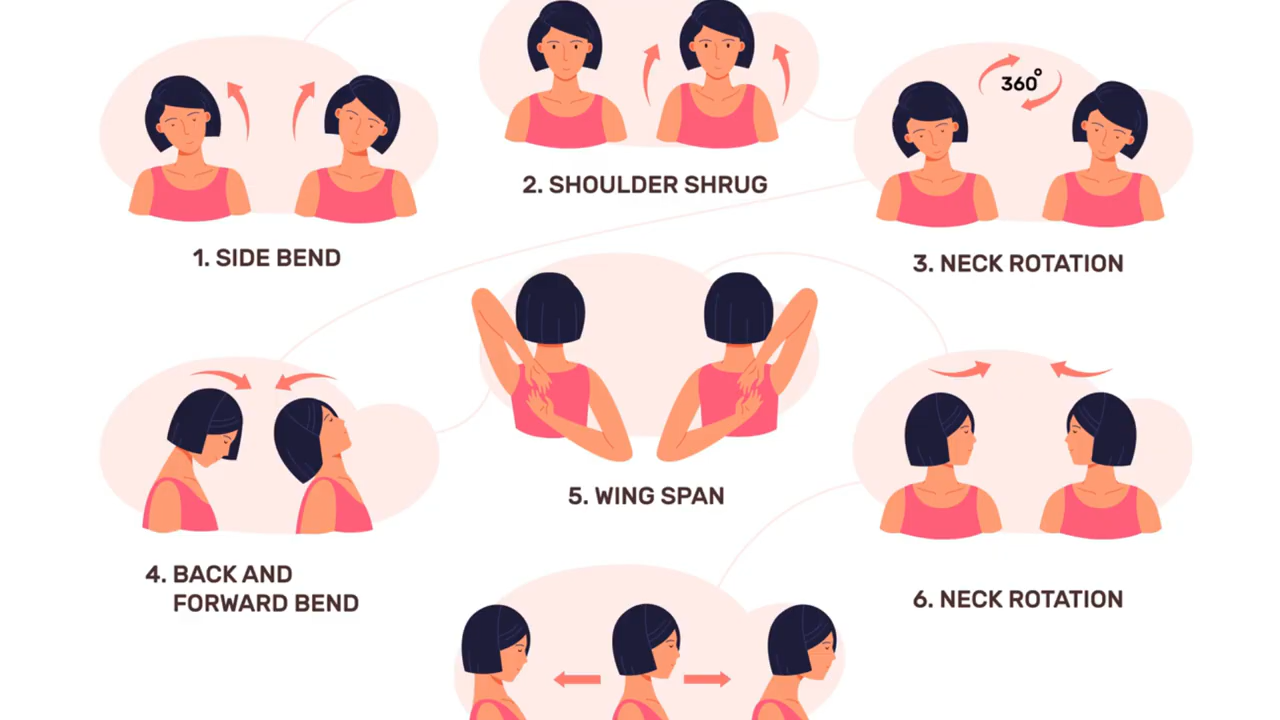 360°
2. SHOULDER SHRUG
1. SIDE BEND
3. NECK ROTATION
5. WING SPAN
4. BACK AND
FORWARD BEND
6. NECK ROTATION